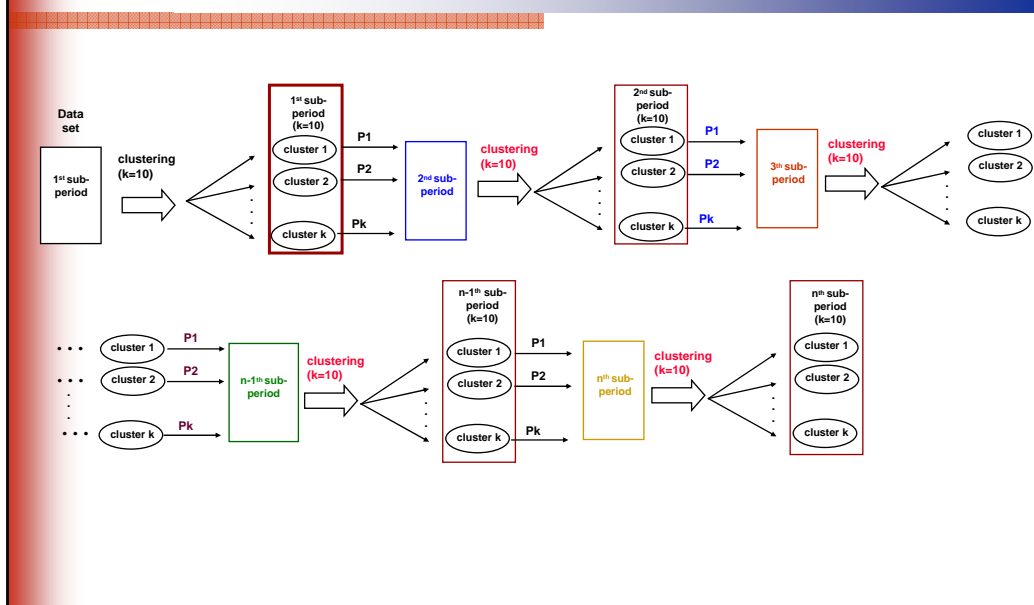 Data
set
1st sub-
period
clustering
(k=10)
1st sub-
period
(k=10)
cluster 1
cluster 2
cluster k
P1
P2
Pk
2nd sub-
period
clustering
(k=10)
2nd sub-
period
(k=10)
cluster 1
cluster 2
cluster k
P1
P2
Pk
3th sub-
period
clustering
(k=10)
cluster 1
cluster 2
cluster k
cluster 1
cluster 2
cluster k
P1
P2
Pk
n-1th sub-
period
clustering
(k=10)
n-1th sub-
period
(k=10)
cluster 1
cluster 2
cluster k
P1
P2
Pk
nth sub-
period
clustering
(k=10)
nth sub-
period
(k=10)
cluster 1
cluster 2
cluster k